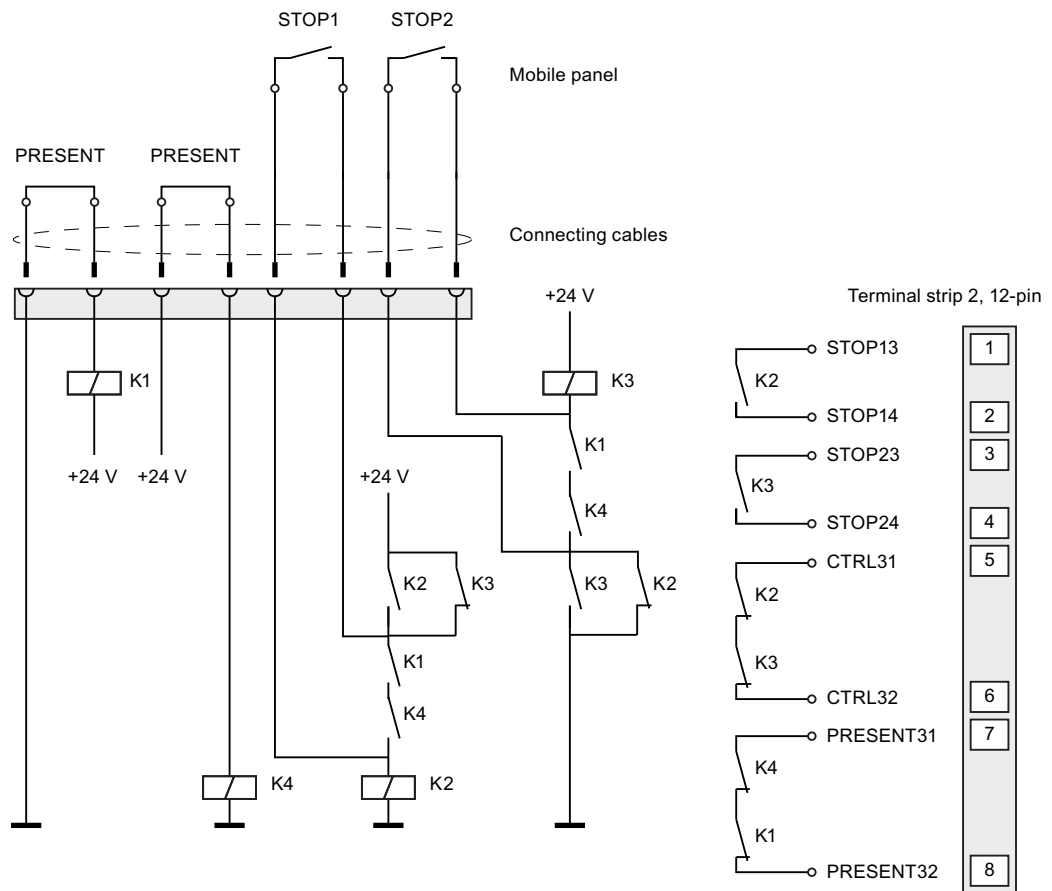 STOP1 STOP2
Mobile panel
PRESENT PRESENT
Connecting cables
+24 V
Terminal strip 2, 12-pin
K1
K3
+24 V +24 V
+24 V
K1
K4
K2 K3
K3 K2
K1
K4
K4
K2
STOP13 1
K2
STOP14 2
STOP23 3
K3
STOP24 4
CTRL31 5
K2
K3
CTRL32 6
PRESENT31 7
K4
K1
PRESENT32 8